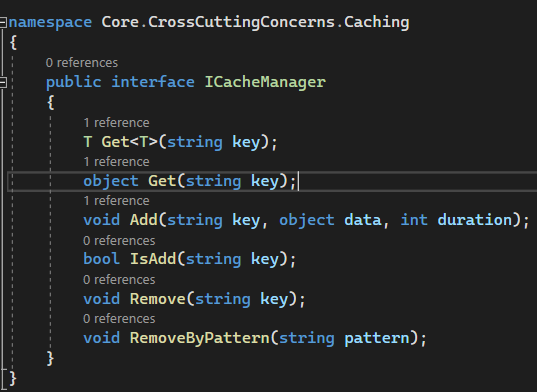 namespace Core.CrossCuttingConcerns.Caching
{
0 references
public interface ICacheManager
{
1 reference
T Get<T>(string key);
1 reference
object Get(string key);
1 reference
void Add(string key, object data, int duration);
0 references
bool IsAdd(string key);
0 references
void Remove(string key);
0 references
void RemoveByPattern(string pattern);
}
}